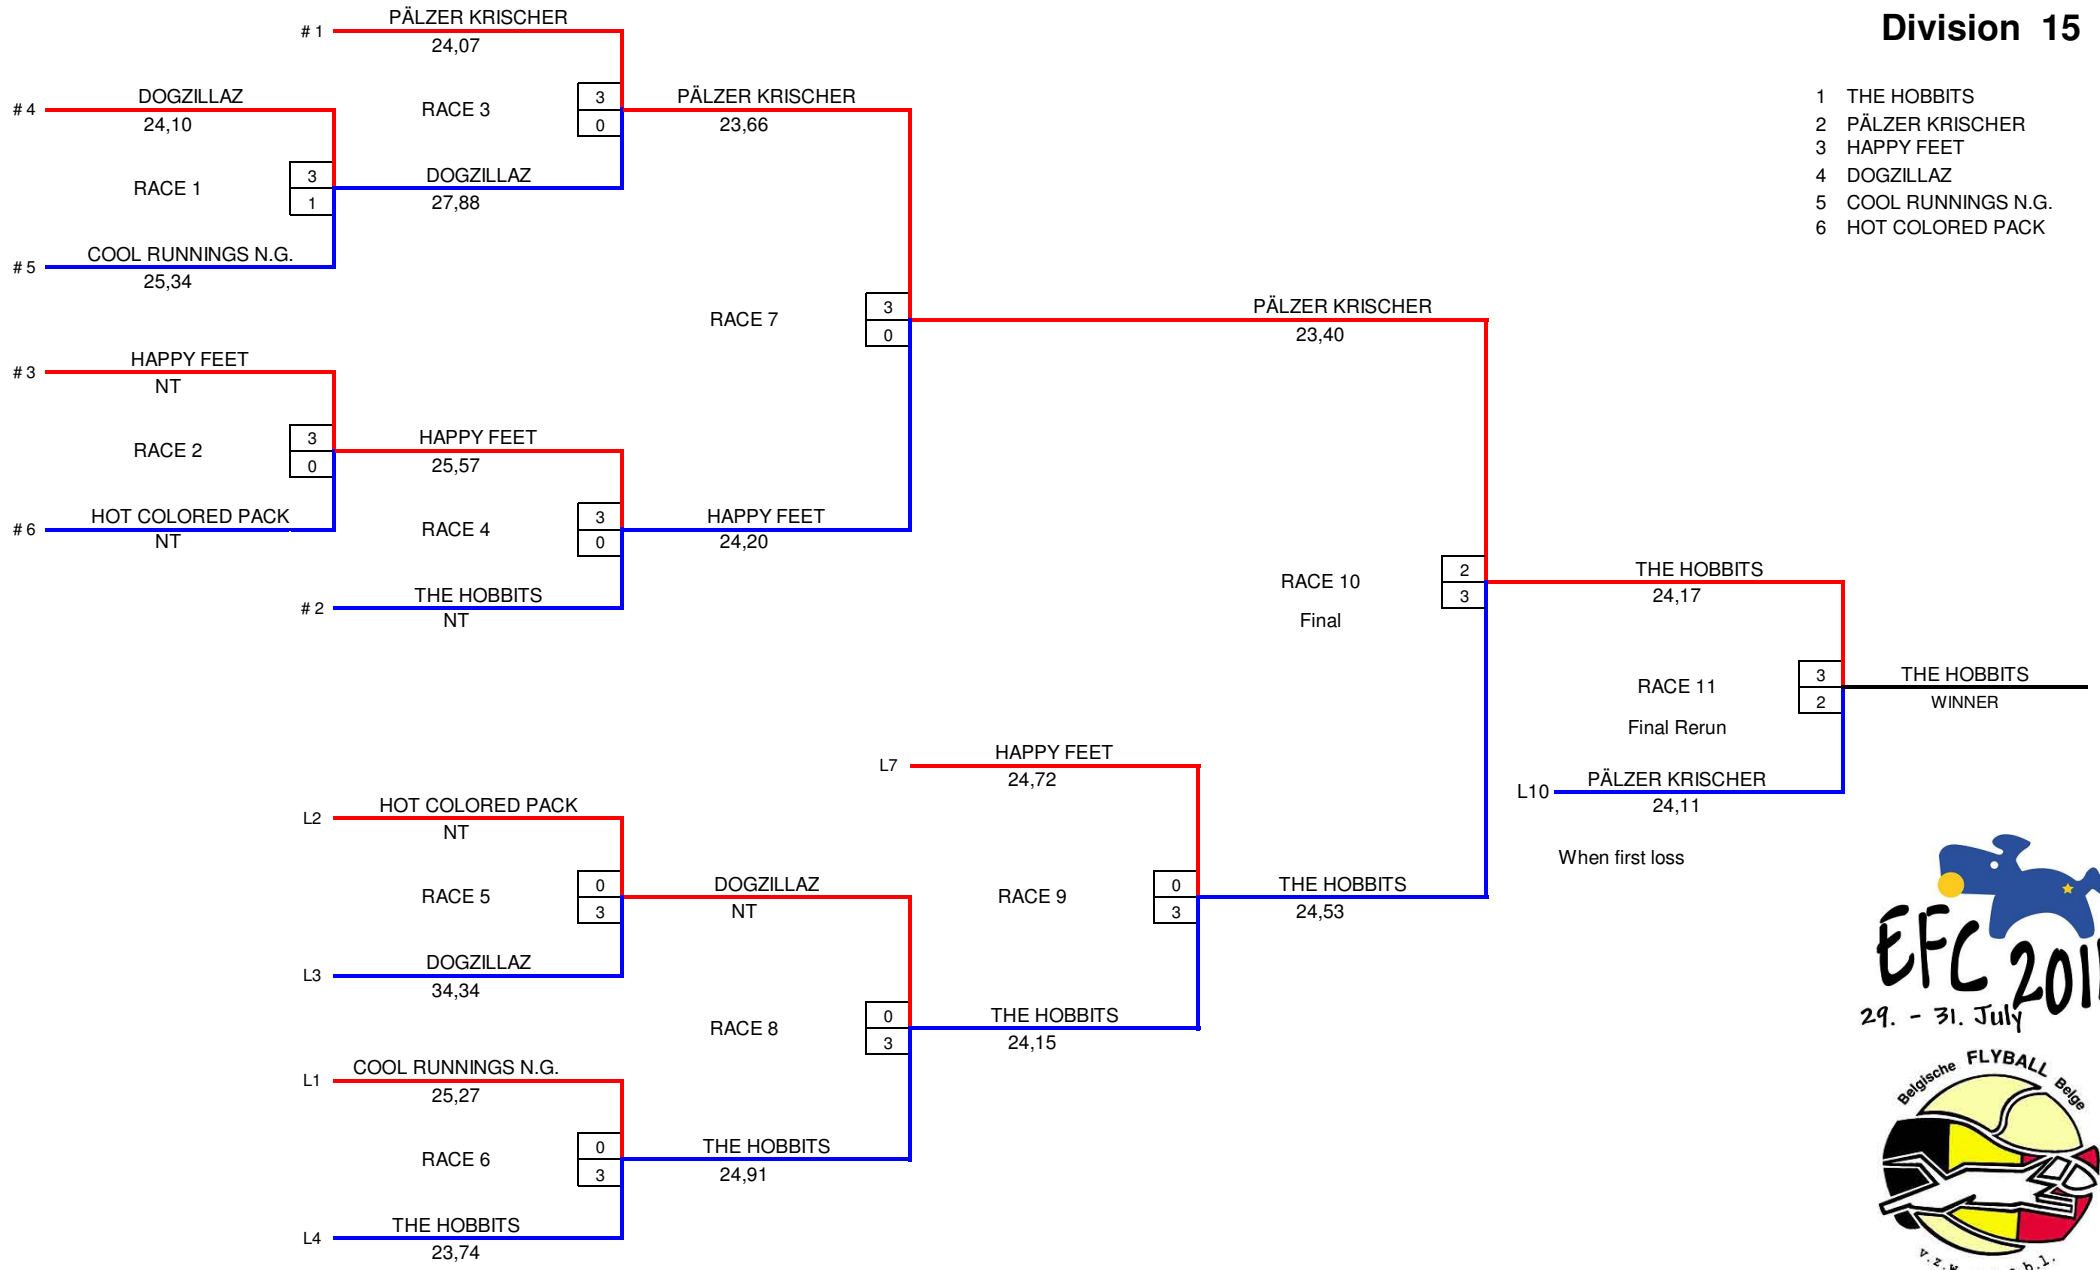 Division 15
1 THE HOBBITS
2 PÄLZER KRISCHER
3 HAPPY FEET
4 DOGZILLAZ
5 COOL RUNNINGS N.G.
6 HOT COLORED PACK
# 1 PÄLZER KRISCHER
24,07
# 4 DOGZILLAZ
24,10
RACE 3
3
0
PÄLZER KRISCHER
23,66
RACE 1
3
1
DOGZILLAZ
27,88
# 5 COOL RUNNINGS N.G.
25,34
RACE 7
3
0
PÄLZER KRISCHER
23,40
# 3 HAPPY FEET
NT
RACE 2
3
0
HAPPY FEET
25,57
# 6 HOT COLORED PACK
NT
RACE 4
3
0
HAPPY FEET
24,20
# 2 THE HOBBITS
NT
RACE 10
Final
2
3
THE HOBBITS
24,17
RACE 11
Final Rerun
3
2
THE HOBBITS
WINNER
L10 PÄLZER KRISCHER
24,11
When first loss
L7 HAPPY FEET
24,72
L2 HOT COLORED PACK
NT
RACE 5
0
3
DOGZILLAZ
NT
RACE 9
0
3
THE HOBBITS
24,53
L3 DOGZILLAZ
34,34
RACE 8
0
3
THE HOBBITS
24,15
L1 COOL RUNNINGS N.G.
25,27
RACE 6
0
3
THE HOBBITS
24,91
L4 THE HOBBITS
23,74
EFC
29. - 31. July
Belgische FLYBALL Belge